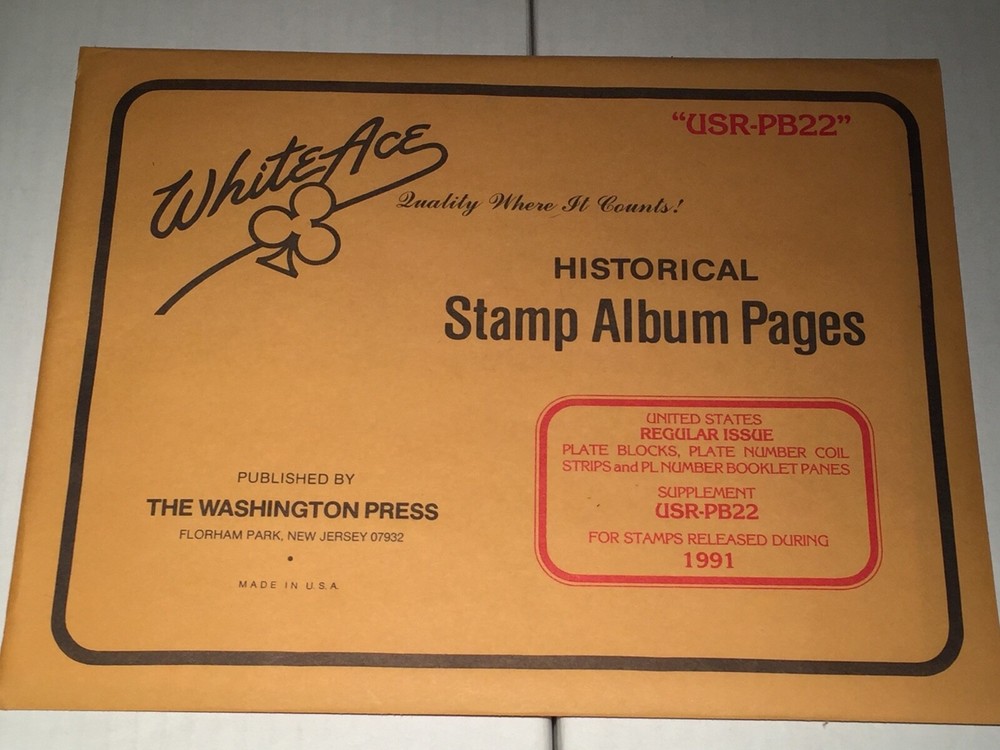 "USR-PB22"
WhiteAce
Quality Where It Counts!
HISTORICAL
Stamp Album Pages
UNITED STATES
REGULAR ISSUE
PLATE BLOCKS, PLATE NUMBER COIL
STRIPS and PL NUMBER BOOKLET PANES
SUPPLEMENT
USR-PB22
FOR STAMPS RELEASED DURING
1991
PUBLISHED BY
THE WASHINGTON PRESS
FLORHAM PARK, NEW JERSEY 07932
•
MADE IN U.S.A.